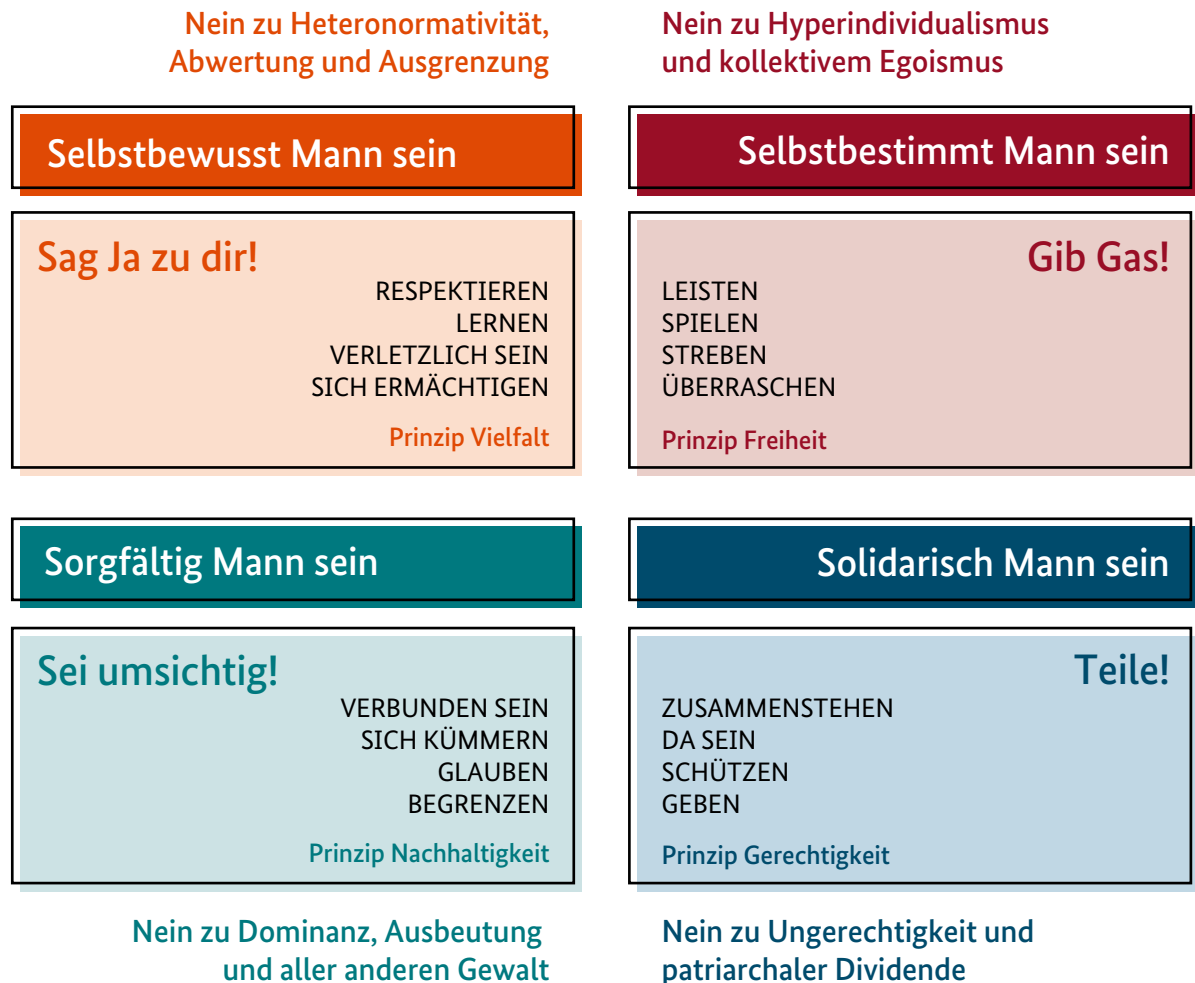 Nein zu Heteronormativität,
Abwertung und Ausgrenzung
Selbstbewusst Mann sein
Sag Ja zu dir!
RESPEKTIEREN
LERNEN
VERLETZLICH SEIN
SICH ERMÄCHTIGEN
Prinzip Vielfalt
Nein zu Hyperindividualismus
und kollektivem Egoismus
Selbstbestimmt Mann sein
Gib Gas!
LEISTEN
SPIELEN
STREBEN
ÜBERRASCHEN
Prinzip Freiheit
Sorgfältig Mann sein
Sei umsichtig!
VERBUNDEN SEIN
SICH KÜMMERN
GLAUBEN
BEGRENZEN
Prinzip Nachhaltigkeit
Nein zu Dominanz, Ausbeutung
und aller anderen Gewalt
Solidarisch Mann sein
Teile!
ZUSAMMENSTEHEN
DA SEIN
SCHÜTZEN
GEBEN
Prinzip Gerechtigkeit
Nein zu Ungerechtigkeit und
patriarchaler Dividende